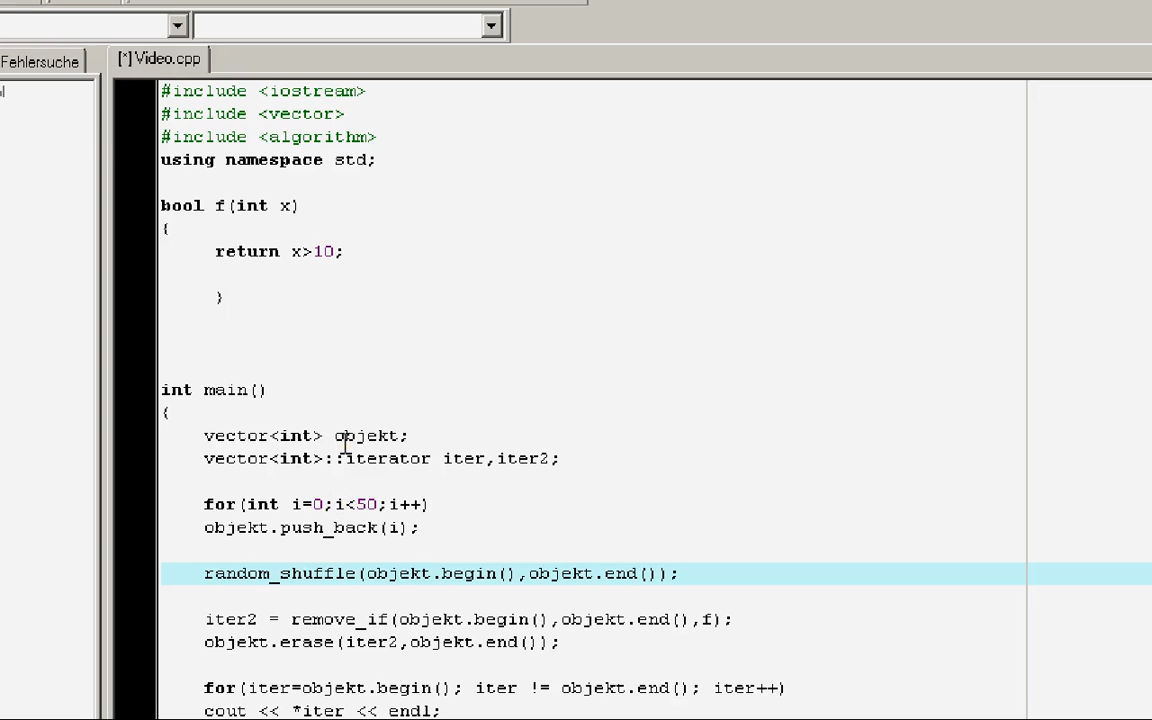 Fehlersuche
[*] Video.cpp
#include <iostream>
#include <vector>
#include <algorithm>
using namespace std;
bool f(int x)
{
return x>10;
}
int main()
{
vector<int> objekt;
vector<int>::iterator iter,iter2;
for(int i=0;i<50;i++)
objekt.push_back(i);
random_shuffle(objekt.begin(),objekt.end());
iter2 = remove_if(objekt.begin(),objekt.end(),f);
objekt.erase(iter2,objekt.end());
for(iter=objekt.begin(); iter != objekt.end(); iter++)
cout << *iter << endl;